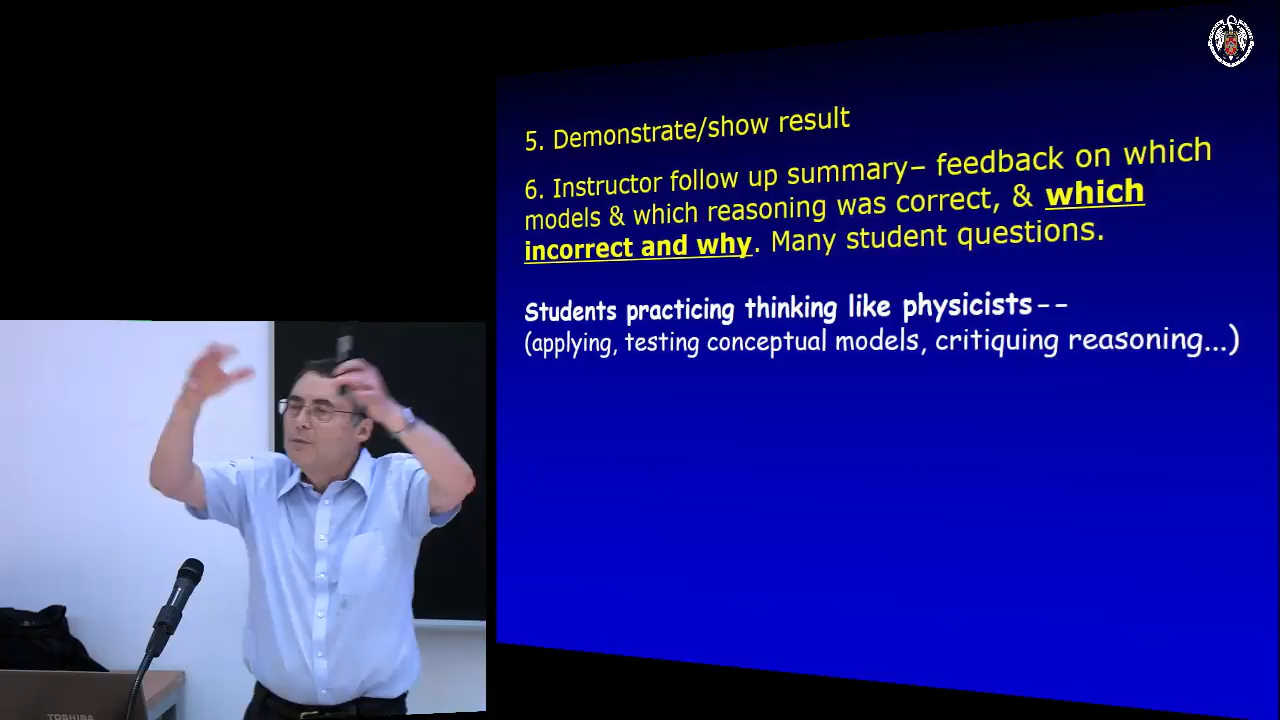 5. Demonstrate/show result
6. Instructor follow up summary– feedback on which
models & which reasoning was correct, & which
incorrect and why. Many student questions.
Students practicing thinking like physicists--
(applying, testing conceptual models, critiquing reasoning...)
TOSHIBA